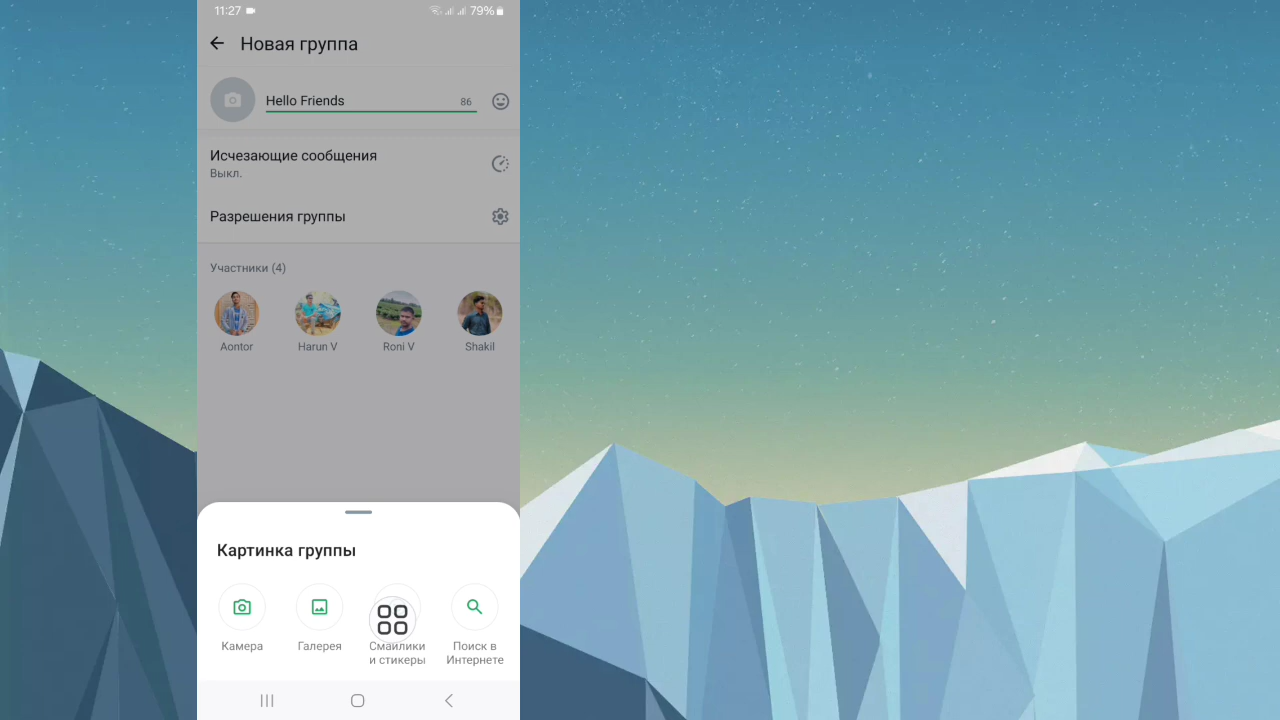 11:27
79%
Новая группа
Hello Friends
86
Исчезающие сообщения
Выкл.
Разрешения группы
Участники (4)
Aontor
Harun V
Roni V
Shakil
Картинка группы
Камера
Галерея
Смайлики
и стикеры
Поиск в
Интернете